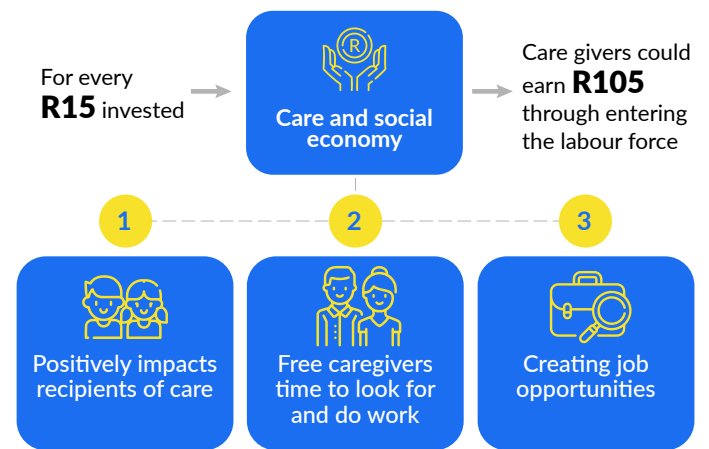 For every
R15 invested
R
Care and social
economy
Care givers could
earn R105
through entering
the labour force
1
2
3
Positively impacts
recipients of care
Free caregivers
time to look for
and do work
Creating job
opportunities